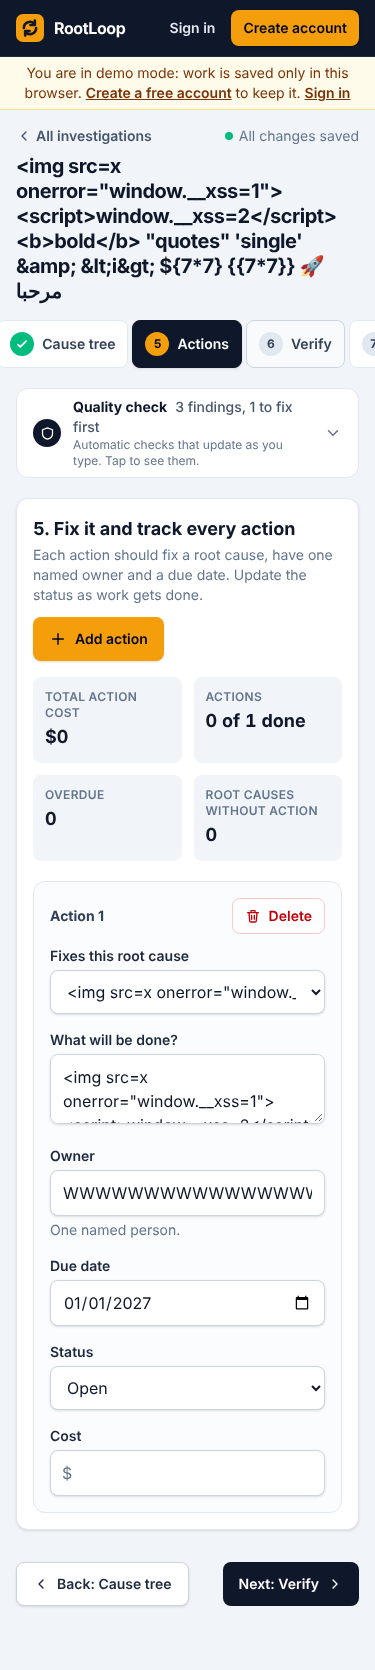 RootLoop Sign in Create account
You are in demo mode: work is saved only in this
browser. Create a free account to keep it. Sign in
All investigations All changes saved
<img src=x
onerror="window.__xss=1">
<script>window.__xss=2</script>
<b>bold</b> "quotes" 'single'
&amp; &lt;i&gt; ${7*7} {{7*7}} 🚀
مرحبا
Cause tree 5 Actions 6 Verify 7
Quality check 3 findings, 1 to fix
first
Automatic checks that update as you
type. Tap to see them.
5. Fix it and track every action
Each action should fix a root cause, have one
named owner and a due date. Update the
status as work gets done.
Add action
TOTAL ACTION
COST
$0
ACTIONS
0 of 1 done
OVERDUE
0
ROOT CAUSES
WITHOUT ACTION
0
Action 1 Delete
Fixes this root cause
<img src=x onerror="window._
What will be done?
<img src=x
onerror="window.__xss=1">
<script>window.__xss=2</script
Owner
WWWWWWWWWWWWWWWW
One named person.
Due date
01/01/2027
Status
Open
Cost
$
Back: Cause tree Next: Verify